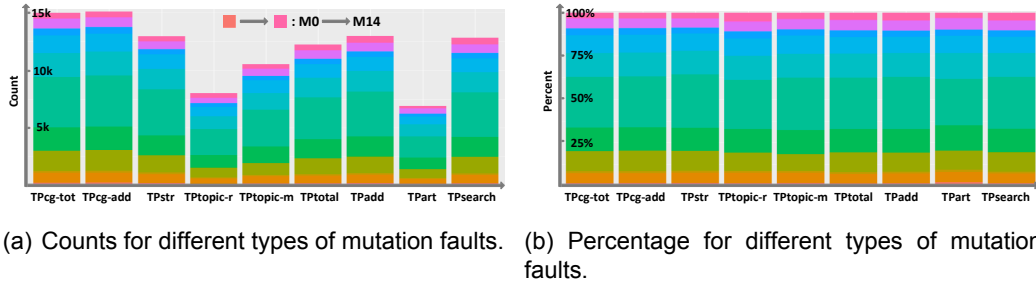 15k
: M0 → M14
10k
Count
5k
TPcg-tot TPcg-add TPstr TPtopic-r TPtopic-m TPtotal TPadd TPart TPsearch
(a) Counts for different types of mutation faults.
100%
75%
Percent
50%
25%
TPcg-tot TPcg-add TPstr TPtopic-r TPtopic-m TPtotal TPadd TPart TPsearch
(b) Percentage for different types of mutation
faults.